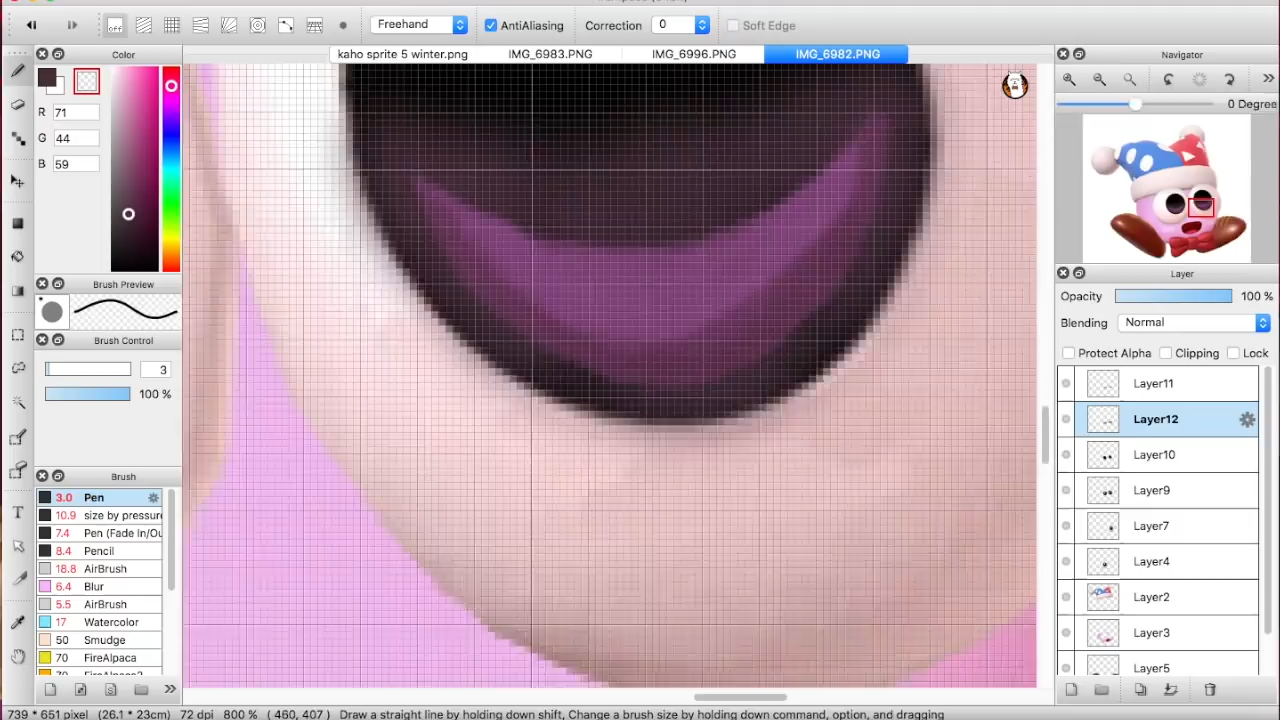 off Freehand AntiAliasing Correction 0 Soft Edge
kaho sprite 5 winter.png IMG_6983.PNG IMG_6996.PNG IMG_6982.PNG
Color
R 71
G 44
B 59
Brush Preview
Brush Control
3
100 %
Brush
3.0 Pen
10.9 size by pressure
7.4 Pen (Fade In/Ou
8.4 Pencil
18.8 AirBrush
6.4 Blur
5.5 AirBrush
17 Watercolor
50 Smudge
70 FireAlpaca
70 FireAlpaca2
Navigator
0 Degree
Layer
Opacity 100 %
Blending Normal
Protect Alpha Clipping Lock
Layer11
Layer12
Layer10
Layer9
Layer7
Layer4
Layer2
Layer3
Layer5
739 * 651 pixel (26.1 * 23cm) 72 dpi 800 % ( 460, 407 ) Draw a straight line by holding down shift, Change a brush size by holding down command, option, and dragging